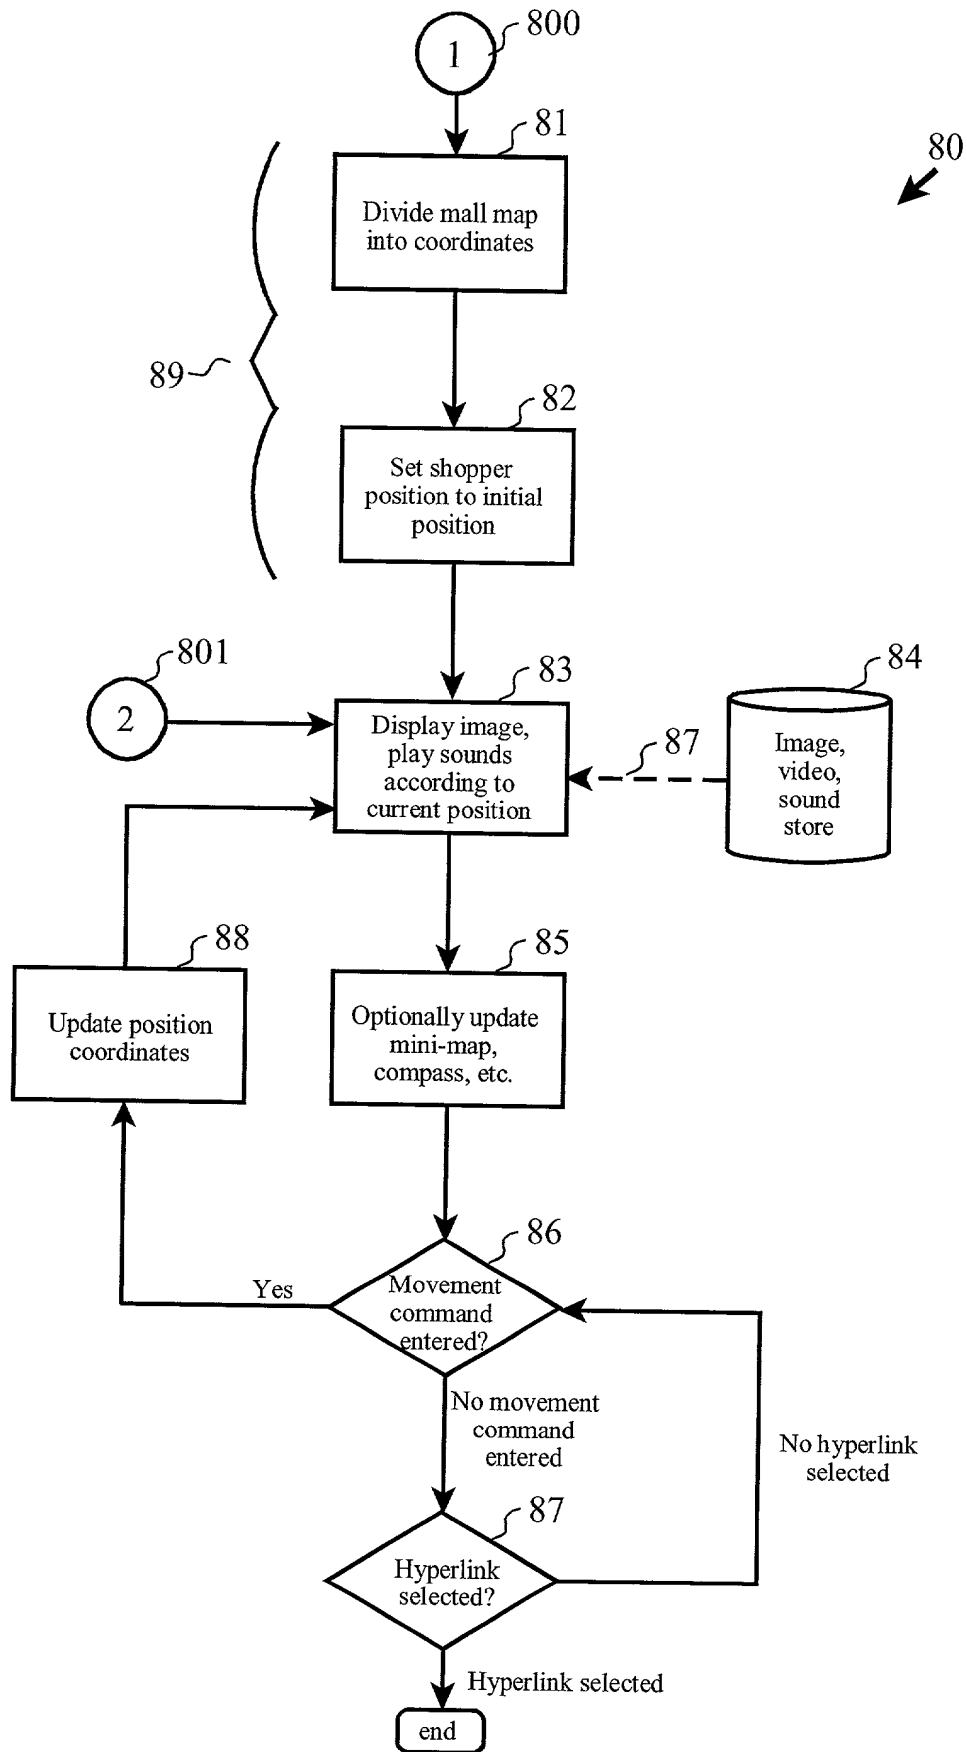 800
1
81
80
Divide mall map
into coordinates
89
82
Set shopper
position to initial
position
801
2
83
84
Display image,
play sounds
according to
current position
87
Image,
video,
sound
store
88
85
Update position
coordinates
Optionally update
mini-map,
compass, etc.
86
Yes
Movement
command
entered?
No movement
command
entered
No hyperlink
selected
87
Hyperlink
selected?
Hyperlink selected
end